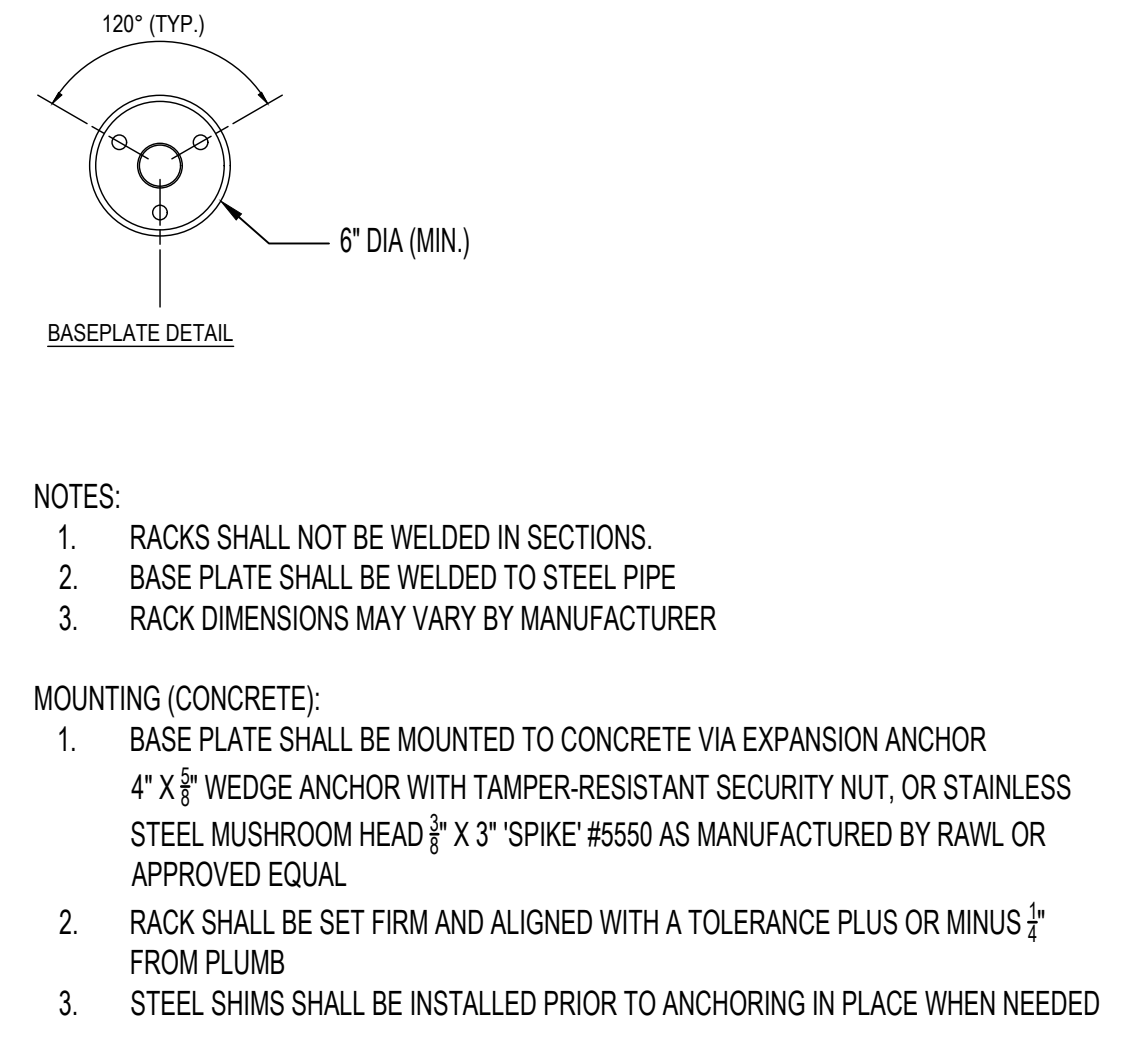 120° (TYP.)
6" DIA (MIN.)
BASEPLATE DETAIL
NOTES:
1. RACKS SHALL NOT BE WELDED IN SECTIONS.
2. BASE PLATE SHALL BE WELDED TO STEEL PIPE
3. RACK DIMENSIONS MAY VARY BY MANUFACTURER
MOUNTING (CONCRETE):
1. BASE PLATE SHALL BE MOUNTED TO CONCRETE VIA EXPANSION ANCHOR
4" X 5/8" WEDGE ANCHOR WITH TAMPER-RESISTANT SECURITY NUT, OR STAINLESS
STEEL MUSHROOM HEAD 3/8" X 3" 'SPIKE' #5550 AS MANUFACTURED BY RAWL OR
APPROVED EQUAL
2. RACK SHALL BE SET FIRM AND ALIGNED WITH A TOLERANCE PLUS OR MINUS 1/4"
FROM PLUMB
3. STEEL SHIMS SHALL BE INSTALLED PRIOR TO ANCHORING IN PLACE WHEN NEEDED